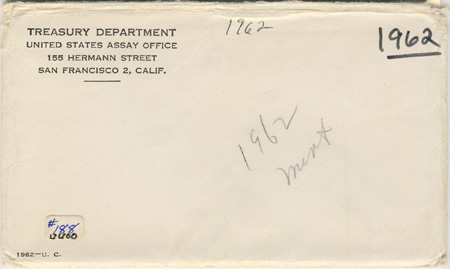 TREASURY DEPARTMENT
UNITED STATES ASSAY OFFICE
155 HERMANN STREET
SAN FRANCISCO 2, CALIF.
1962
1962
1962
mint
#188
1962—U. C.